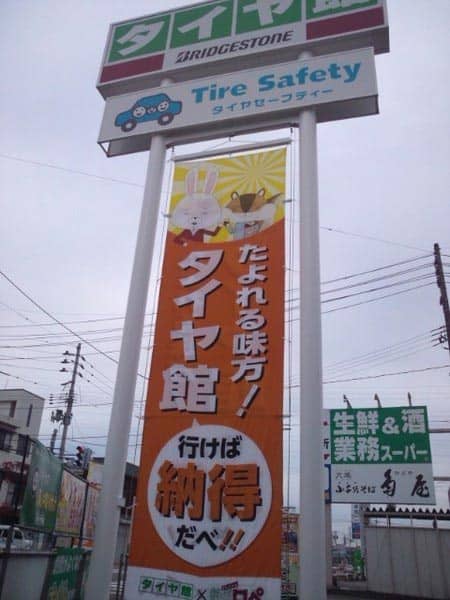 タイヤ館
BRIDGESTONE
Tire Safety
タイヤセーフティー
たよれる味方!
タイヤ館
行けば
納得
だべ!!
タイヤ館×
生鮮&酒
業務スーパー